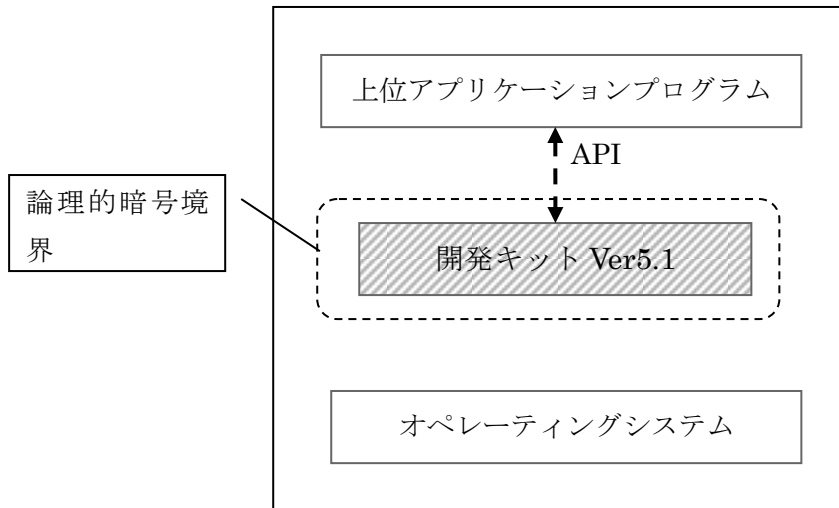 上位アプリケーションプログラム
API
論理的暗号境
界
開発キット Ver5.1
オペレーティングシステム